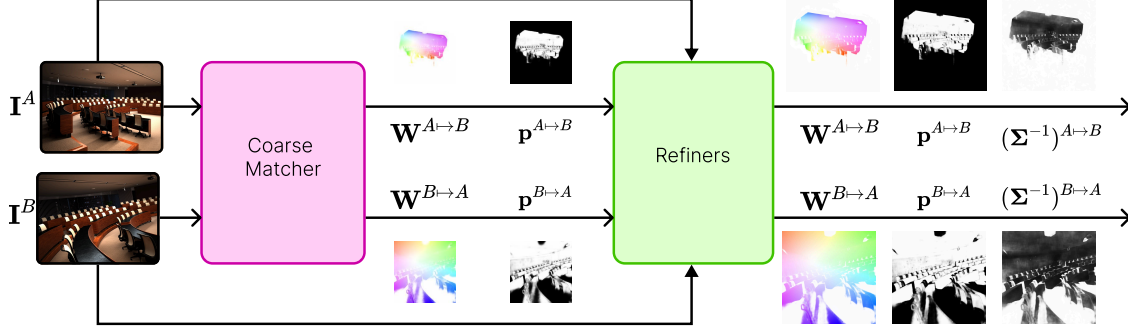 I^A
Coarse
Matcher
W^{A↦B} p^{A↦B}
W^{B↦A} p^{B↦A}
I^B
Refiners
W^{A↦B} p^{A↦B} (Σ^{-1})^{A↦B}
W^{B↦A} p^{B↦A} (Σ^{-1})^{B↦A}